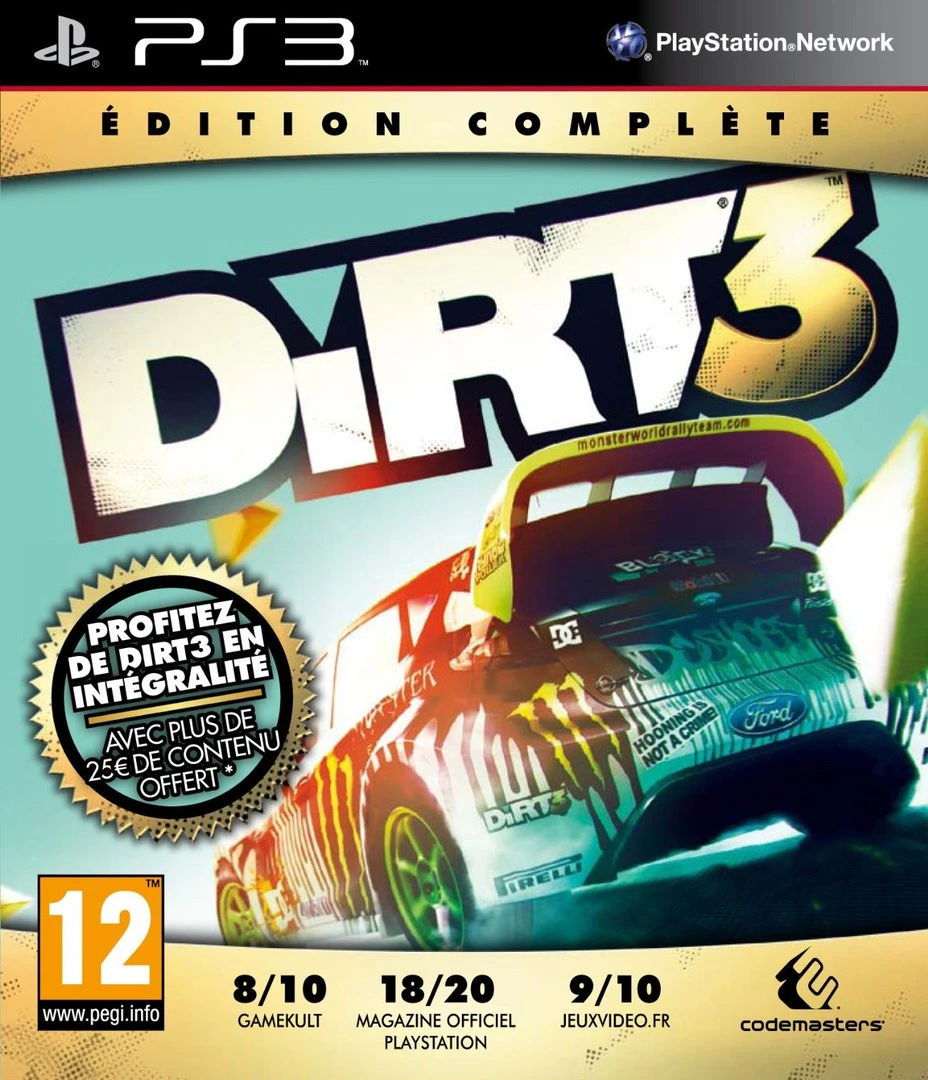 PS3
PlayStation®Network
ÉDITION COMPLÈTE
DiRT3
monsterworldrallyteam.com
DC
DCSHOES
HOONING IS
NOT A CRIME
Ford
DiRT3
PIRELLI
PROFITEZ
DE DIRT3 EN
INTÉGRALITÉ
AVEC PLUS DE
25€ DE CONTENU
OFFERT *
12
www.pegi.info
8/10
GAMEKULT
18/20
MAGAZINE OFFICIEL
PLAYSTATION
9/10
JEUXVIDEO.FR
codemasters®